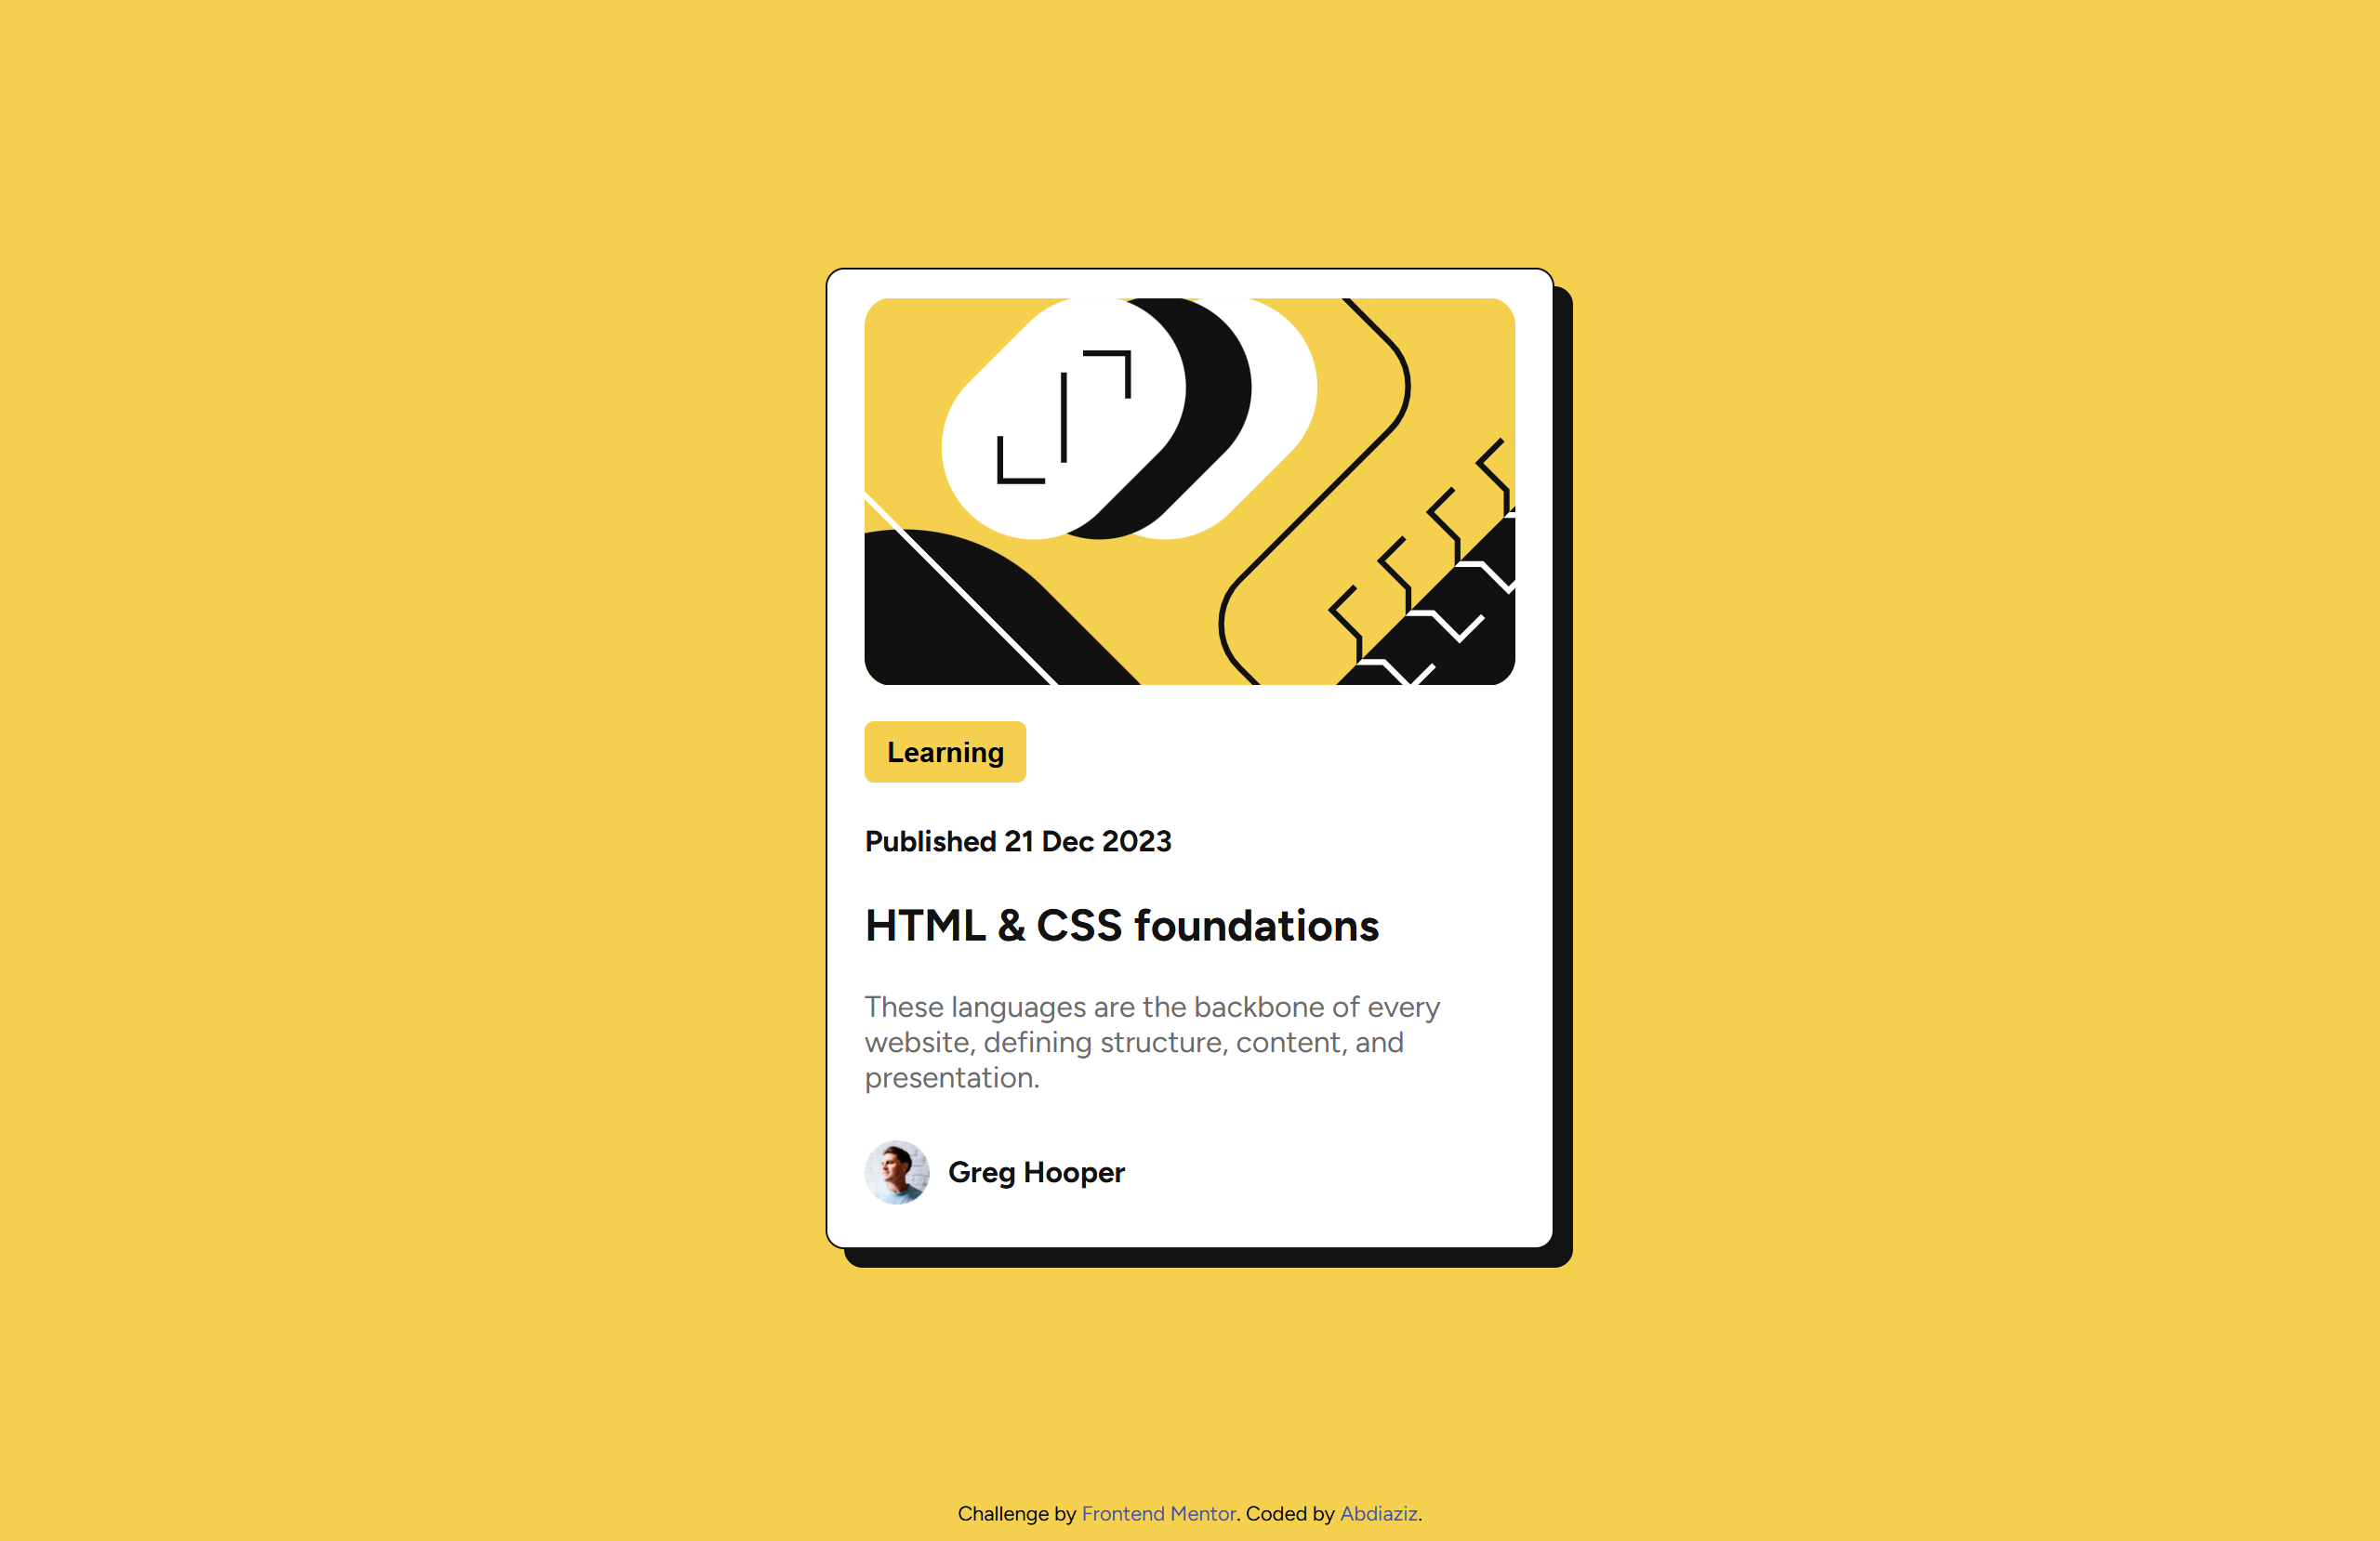 Learning
Published 21 Dec 2023
HTML & CSS foundations
These languages are the backbone of every
website, defining structure, content, and
presentation.
Greg Hooper
Challenge by Frontend Mentor. Coded by Abdiaziz.